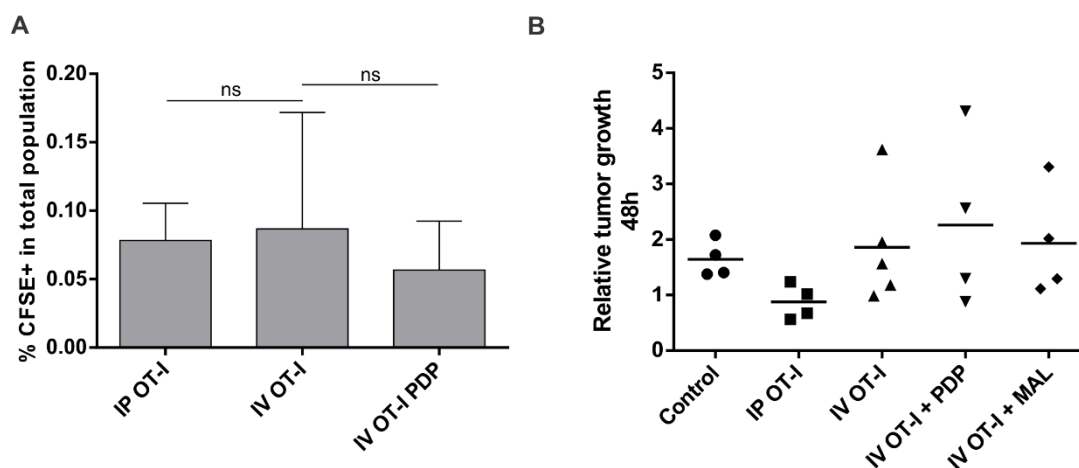 A
% CFSE+ in total population
0.20
0.15
0.10
0.05
0.00
ns
ns
IP OT-I
IV OT-I
IV OT-I PDP
B
Relative tumor growth
48h
5
4
3
2
1
0
Control
IP OT-I
IV OT-I
IV OT-I + PDP
IV OT-I + MAL